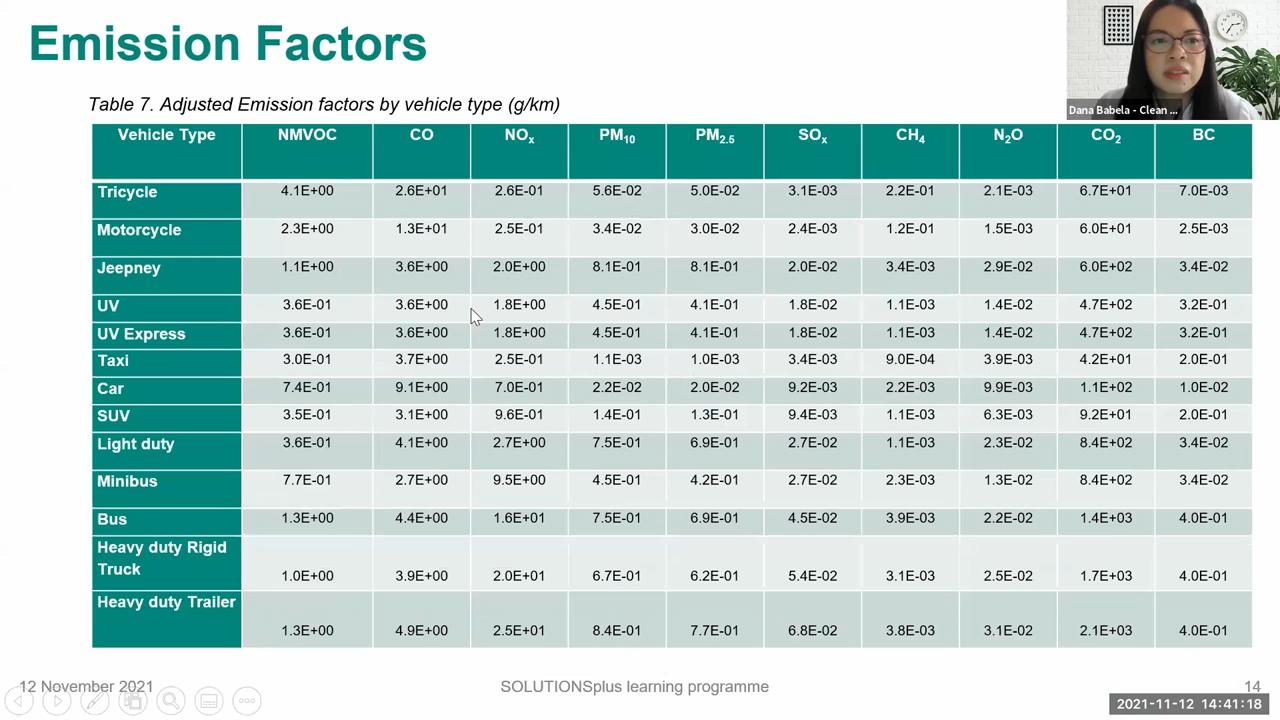 Emission Factors
Dana Babela - Clean ...
Table 7. Adjusted Emission factors by vehicle type (g/km)
Vehicle Type NMVOC CO NOx PM10 PM2.5 SOx CH4 N2O CO2 BC
Tricycle 4.1E+00 2.6E+01 2.6E-01 5.6E-02 5.0E-02 3.1E-03 2.2E-01 2.1E-03 6.7E+01 7.0E-03
Motorcycle 2.3E+00 1.3E+01 2.5E-01 3.4E-02 3.0E-02 2.4E-03 1.2E-01 1.5E-03 6.0E+01 2.5E-03
Jeepney 1.1E+00 3.6E+00 2.0E+00 8.1E-01 8.1E-01 2.0E-02 3.4E-03 2.9E-02 6.0E+02 3.4E-02
UV 3.6E-01 3.6E+00 1.8E+00 4.5E-01 4.1E-01 1.8E-02 1.1E-03 1.4E-02 4.7E+02 3.2E-01
UV Express 3.6E-01 3.6E+00 1.8E+00 4.5E-01 4.1E-01 1.8E-02 1.1E-03 1.4E-02 4.7E+02 3.2E-01
Taxi 3.0E-01 3.7E+00 2.5E-01 1.1E-03 1.0E-03 3.4E-03 9.0E-04 3.9E-03 4.2E+01 2.0E-01
Car 7.4E-01 9.1E+00 7.0E-01 2.2E-02 2.0E-02 9.2E-03 2.2E-03 9.9E-03 1.1E+02 1.0E-02
SUV 3.5E-01 3.1E+00 9.6E-01 1.4E-01 1.3E-01 9.4E-03 1.1E-03 6.3E-03 9.2E+01 2.0E-01
Light duty 3.6E-01 4.1E+00 2.7E+00 7.5E-01 6.9E-01 2.7E-02 1.1E-03 2.3E-02 8.4E+02 3.4E-02
Minibus 7.7E-01 2.7E+00 9.5E+00 4.5E-01 4.2E-01 2.7E-02 2.3E-03 1.3E-02 8.4E+02 3.4E-02
Bus 1.3E+00 4.4E+00 1.6E+01 7.5E-01 6.9E-01 4.5E-02 3.9E-03 2.2E-02 1.4E+03 4.0E-01
Heavy duty Rigid
Truck 1.0E+00 3.9E+00 2.0E+01 6.7E-01 6.2E-01 5.4E-02 3.1E-03 2.5E-02 1.7E+03 4.0E-01
Heavy duty Trailer
1.3E+00 4.9E+00 2.5E+01 8.4E-01 7.7E-01 6.8E-02 3.8E-03 3.1E-02 2.1E+03 4.0E-01
12 November 2021 SOLUTIONSplus learning programme 14
2021-11-12 14:41:18